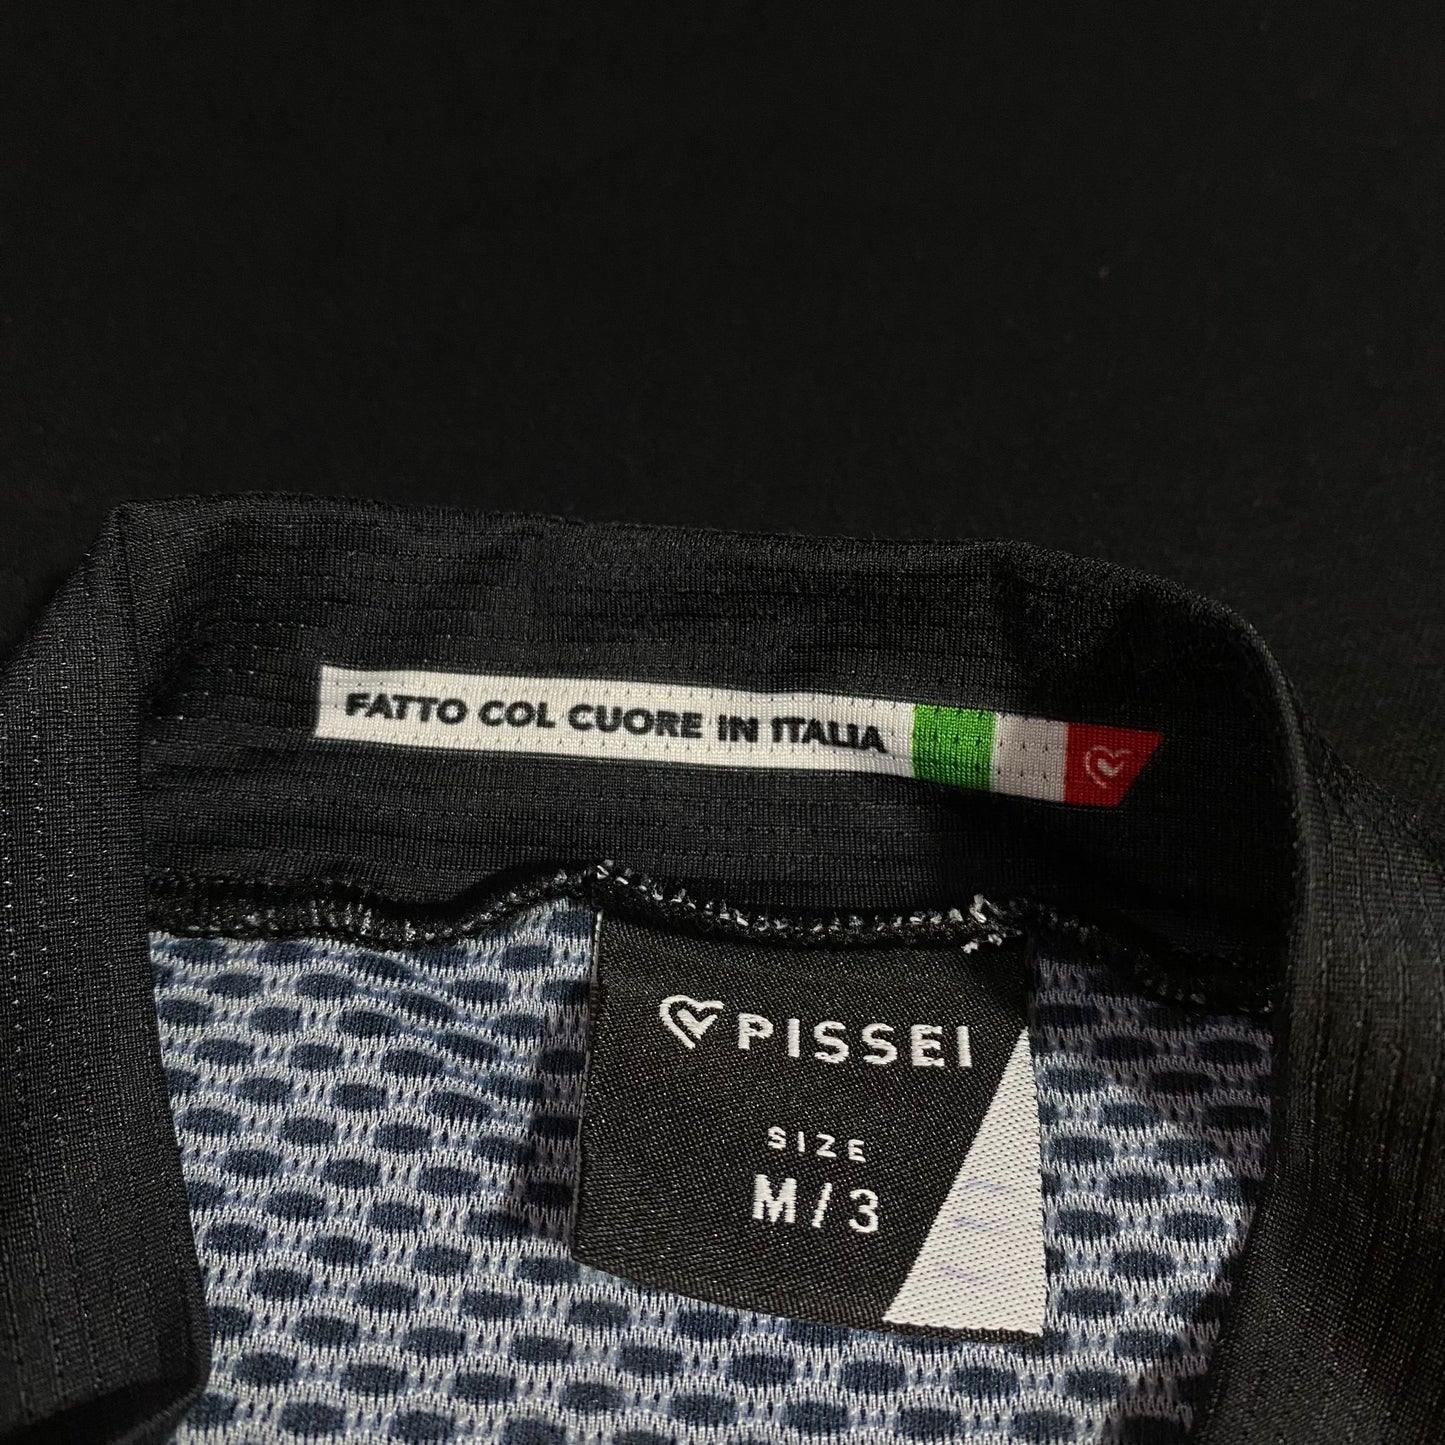 FATTO COL CUORE IN ITALIA
PISSEI
SIZE
M/3